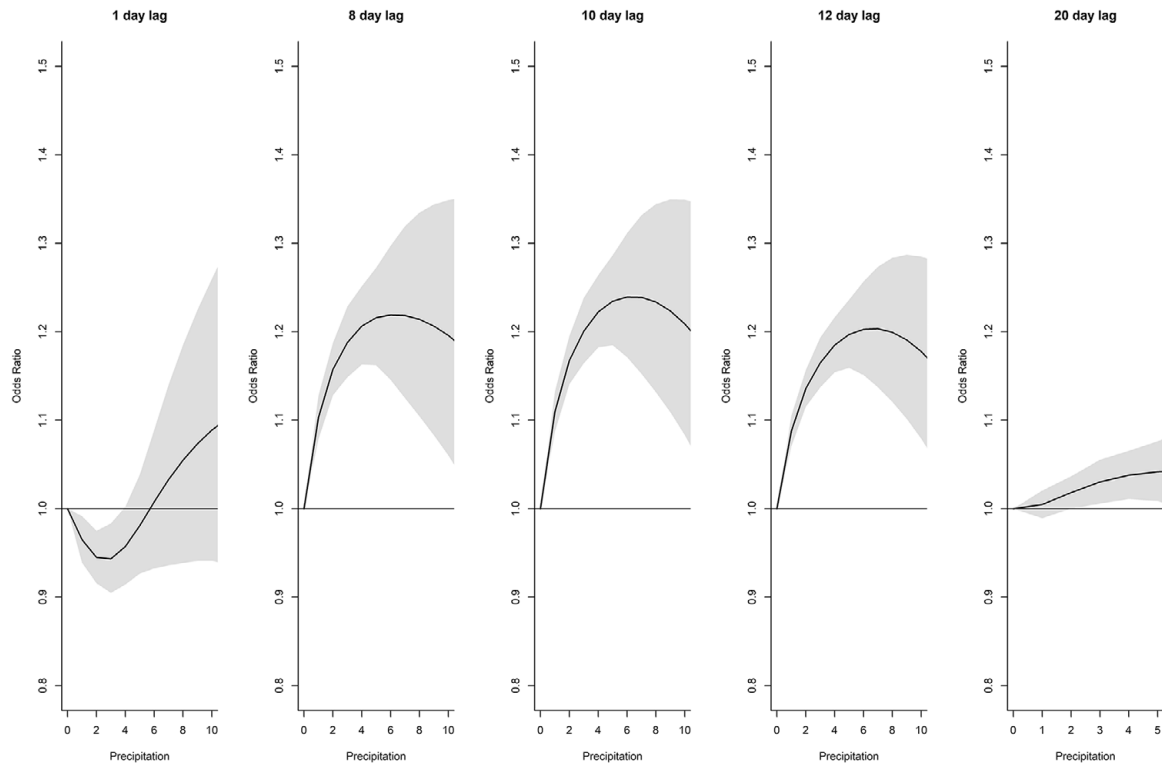 1 day lag
8 day lag
10 day lag
12 day lag
20 day lag
Odds Ratio
1.5
1.4
1.3
1.2
1.1
1.0
0.9
0.8
0 2 4 6 8 10
Precipitation
Odds Ratio
1.5
1.4
1.3
1.2
1.1
1.0
0.9
0.8
0 2 4 6 8 10
Precipitation
Odds Ratio
1.5
1.4
1.3
1.2
1.1
1.0
0.9
0.8
0 2 4 6 8 10
Precipitation
Odds Ratio
1.5
1.4
1.3
1.2
1.1
1.0
0.9
0.8
0 2 4 6 8 10
Precipitation
Odds Ratio
1.5
1.4
1.3
1.2
1.1
1.0
0.9
0.8
0 1 2 3 4 5
Precipitation